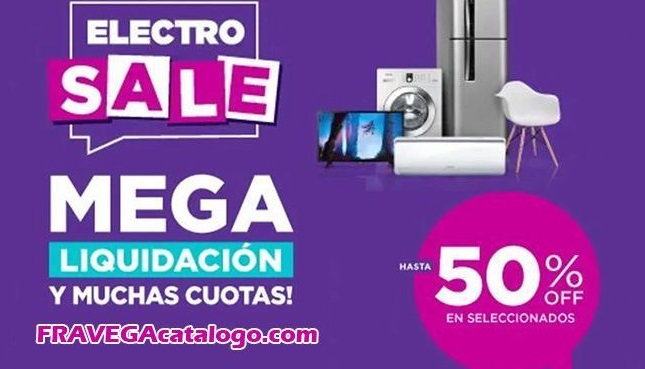 ELECTRO
SALE
MEGA
LIQUIDACIÓN
Y MUCHAS CUOTAS!
FRAVEGAcatalogo.com
HASTA 50% OFF
EN SELECCIONADOS